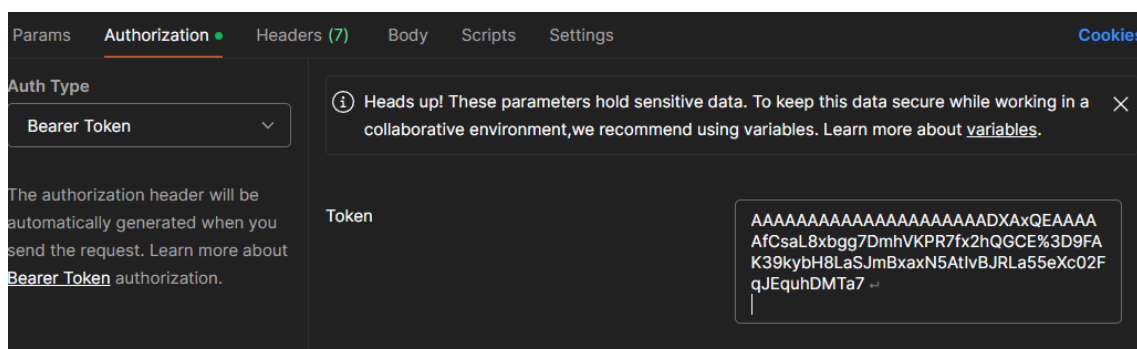 Params Authorization Headers (7) Body Scripts Settings Cookies
Auth Type
Bearer Token
The authorization header will be
automatically generated when you
send the request. Learn more about
Bearer Token authorization.
Heads up! These parameters hold sensitive data. To keep this data secure while working in a
collaborative environment,we recommend using variables. Learn more about variables.
Token
AAAAAAAAAAAAAAAAAAAAADXAxQEAAAA
AfCsaL8xbgg7DmhVKPR7fx2hQGCE%3D9FA
K39kybH8LaSJmBxaxN5AtIvBJRLa55eXc02F
qJEquhDMTa7